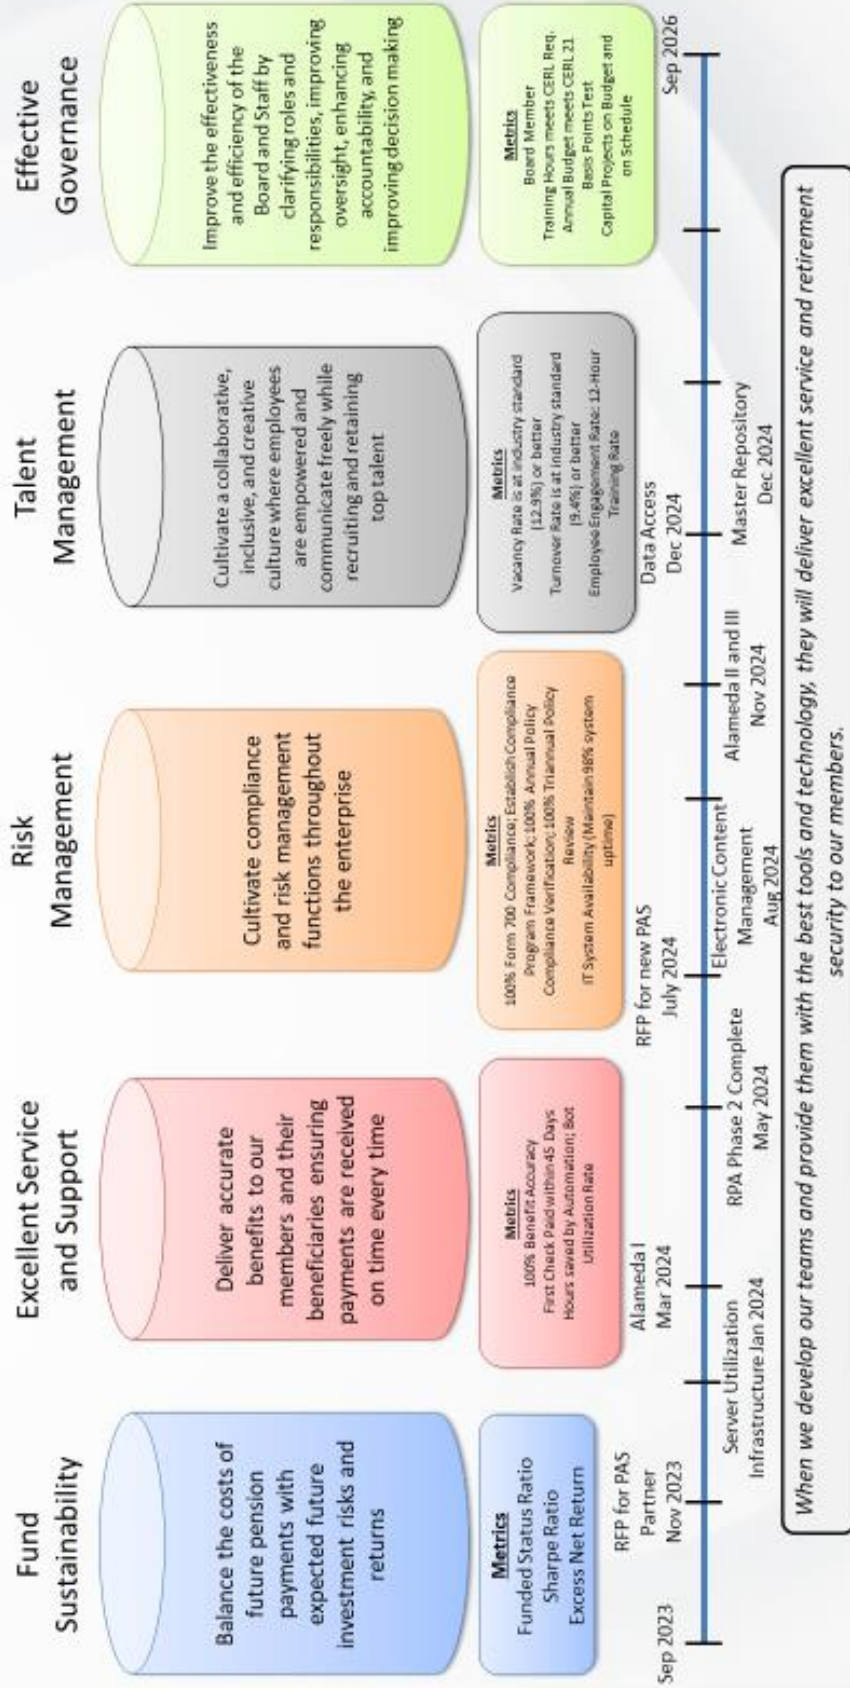 Fund
Sustainability
Balance the costs of
future pension
payments with
expected future
investment risks and
returns
Metrics
Funded Status Ratio
Sharpe Ratio
Excess Net Return
Excellent Service
and Support
Deliver accurate
benefits to our
members and their
beneficiaries ensuring
payments are received
on time every time
Metrics
100% Benefit Accuracy
First Check Paid within 45 Days
Hours saved by Automation; Bot
Utilization Rate
Risk
Management
Cultivate compliance
and risk management
functions throughout
the enterprise
Metrics
100% Form 700 Compliance; Establish Compliance
Program Framework; 100% Annual Policy
Compliance Verification; 100% Triannual Policy
Review
IT System Availability (Maintain 98% system
uptime)
Talent
Management
Cultivate a collaborative,
inclusive, and creative
culture where employees
are empowered and
communicate freely while
recruiting and retaining
top talent
Metrics
Vacancy Rate is at industry standard
(12.9%) or better
Turnover Rate is at industry standard
(9.4%) or better
Employee Engagement Rate: 12-Hour
Training Rate
Effective
Governance
Improve the effectiveness
and efficiency of the
Board and Staff by
clarifying roles and
responsibilities, improving
oversight, enhancing
accountability, and
improving decision making
Metrics
Board Member
Training Hours meets CERL Req.
Annual Budget meets CERL 21
Basis Points Test
Capital Projects on Budget and
on Schedule
Sep 2023
RFP for PAS
Partner
Nov 2023
Server Utilization
Infrastructure Jan 2024
Alameda I
Mar 2024
RPA Phase 2 Complete
May 2024
RFP for new PAS
July 2024
Electronic Content
Management
Aug 2024
Alameda II and III
Nov 2024
Data Access
Dec 2024
Master Repository
Dec 2024
Sep 2026
When we develop our teams and provide them with the best tools and technology, they will deliver excellent service and retirement
security to our members.